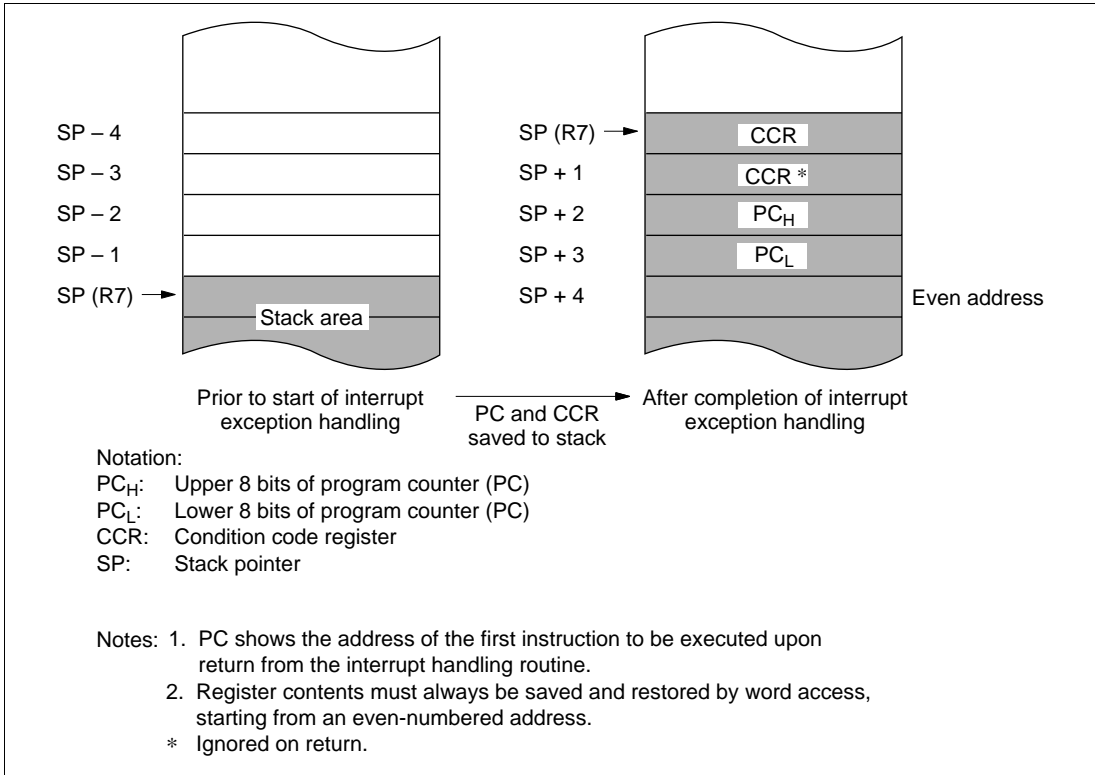 SP – 4
SP – 3
SP – 2
SP – 1
SP (R7)
Stack area
SP (R7)
SP + 1
SP + 2
SP + 3
SP + 4
CCR
CCR *
PCH
PCL
Even address
Prior to start of interrupt
exception handling
PC and CCR
saved to stack
After completion of interrupt
exception handling
Notation:
PCH: Upper 8 bits of program counter (PC)
PCL: Lower 8 bits of program counter (PC)
CCR: Condition code register
SP: Stack pointer
Notes: 1. PC shows the address of the first instruction to be executed upon
return from the interrupt handling routine.
2. Register contents must always be saved and restored by word access,
starting from an even-numbered address.
* Ignored on return.